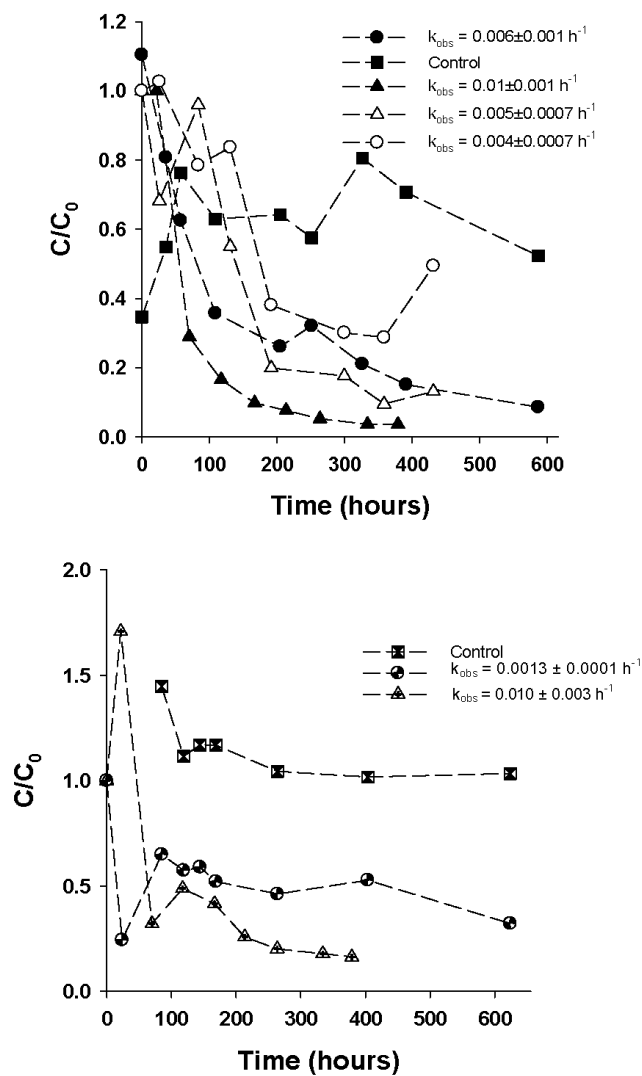 1.2
1.0
0.8
0.6
0.4
0.2
0.0
C/C₀
kobs = 0.006±0.001 h⁻¹
Control
kobs = 0.01±0.001 h⁻¹
kobs = 0.005±0.0007 h⁻¹
kobs = 0.004±0.0007 h⁻¹
0 100 200 300 400 500 600
Time (hours)
2.0
1.5
1.0
0.5
0.0
C/C₀
Control
kobs = 0.0013 ± 0.0001 h⁻¹
kobs = 0.010 ± 0.003 h⁻¹
0 100 200 300 400 500 600
Time (hours)